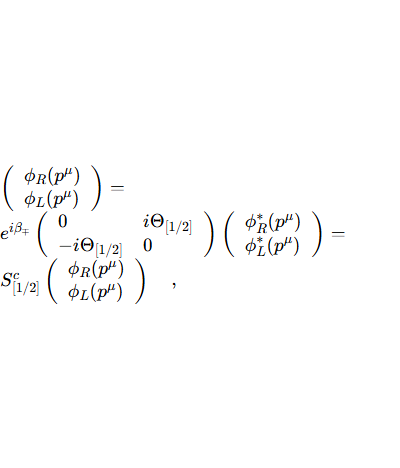 ( ϕ_R(p^μ)
ϕ_L(p^μ) ) =
e^{iβ_∓} ( 0 iΘ_{[1/2]}
−iΘ_{[1/2]} 0 ) ( ϕ_R^*(p^μ)
ϕ_L^*(p^μ) ) =
S^c_{[1/2]} ( ϕ_R(p^μ)
ϕ_L(p^μ) ) ,